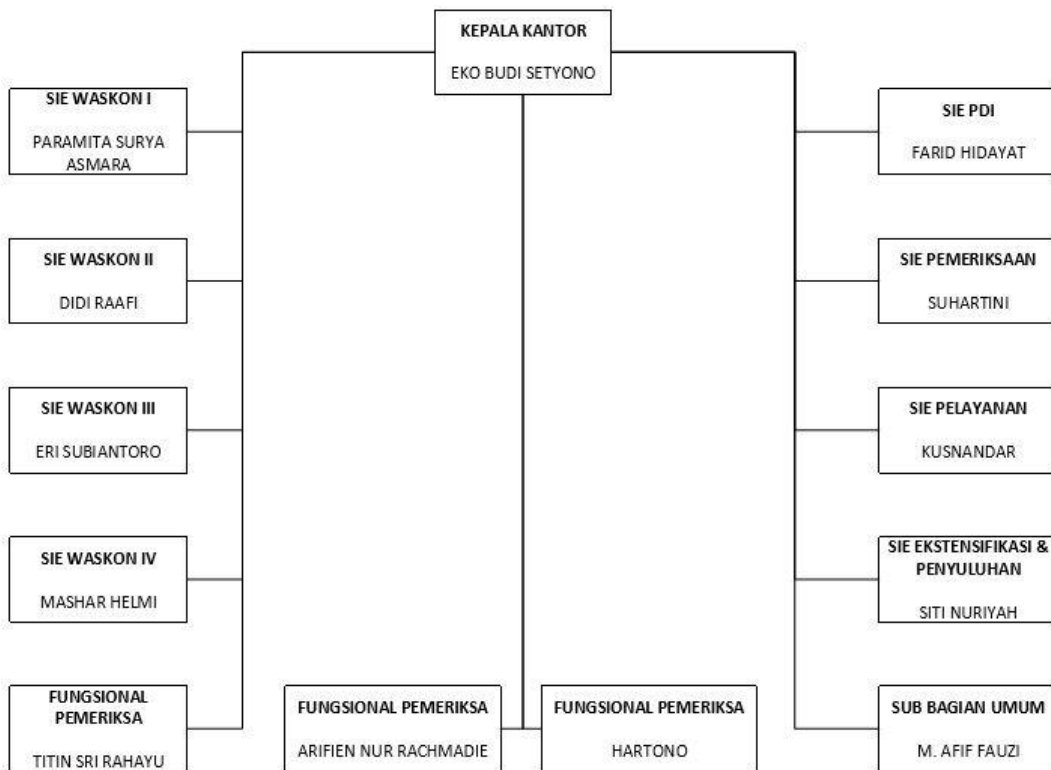 KEPALA KANTOR
EKO BUDI SETYONO
SIE WASKON I
PARAMITA SURYA
ASMARA
SIE PDI
FARID HIDAYAT
SIE WASKON II
DIDI RAAFI
SIE PEMERIKSAAN
SUHARTINI
SIE WASKON III
ERI SUBIANTORO
SIE PELAYANAN
KUSNANDAR
SIE WASKON IV
MASHAR HELMI
SIE EKSTENSIFIKASI &
PENYULUHAN
SITI NURIYAH
FUNGSIONAL
PEMERIKSA
TITIN SRI RAHAYU
FUNGSIONAL PEMERIKSA
ARIFIEN NUR RACHMADIE
FUNGSIONAL PEMERIKSA
HARTONO
SUB BAGIAN UMUM
M. AFIF FAUZI